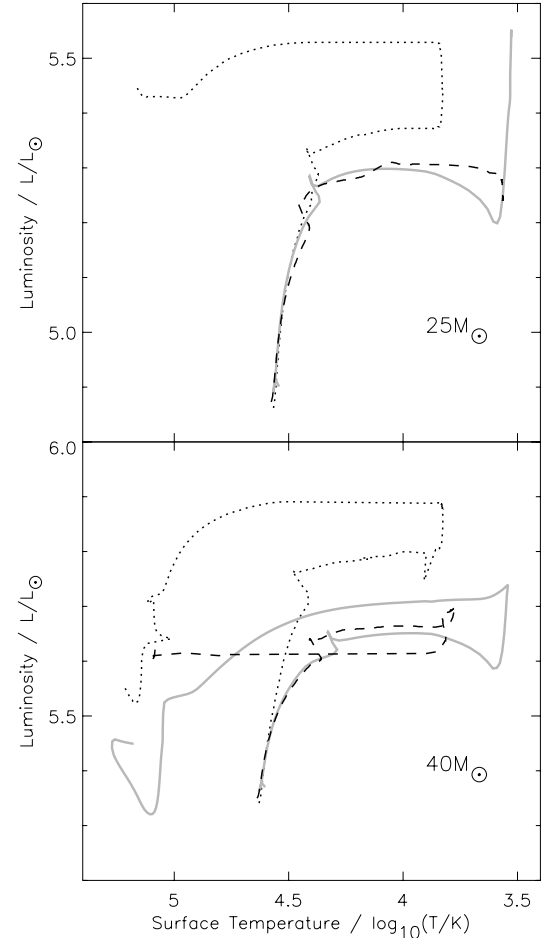 5.5
Luminosity / L/L☉
5.0
25M☉
6.0
Luminosity / L/L☉
5.5
40M☉
5 4.5 4 3.5
Surface Temperature / log10(T/K)